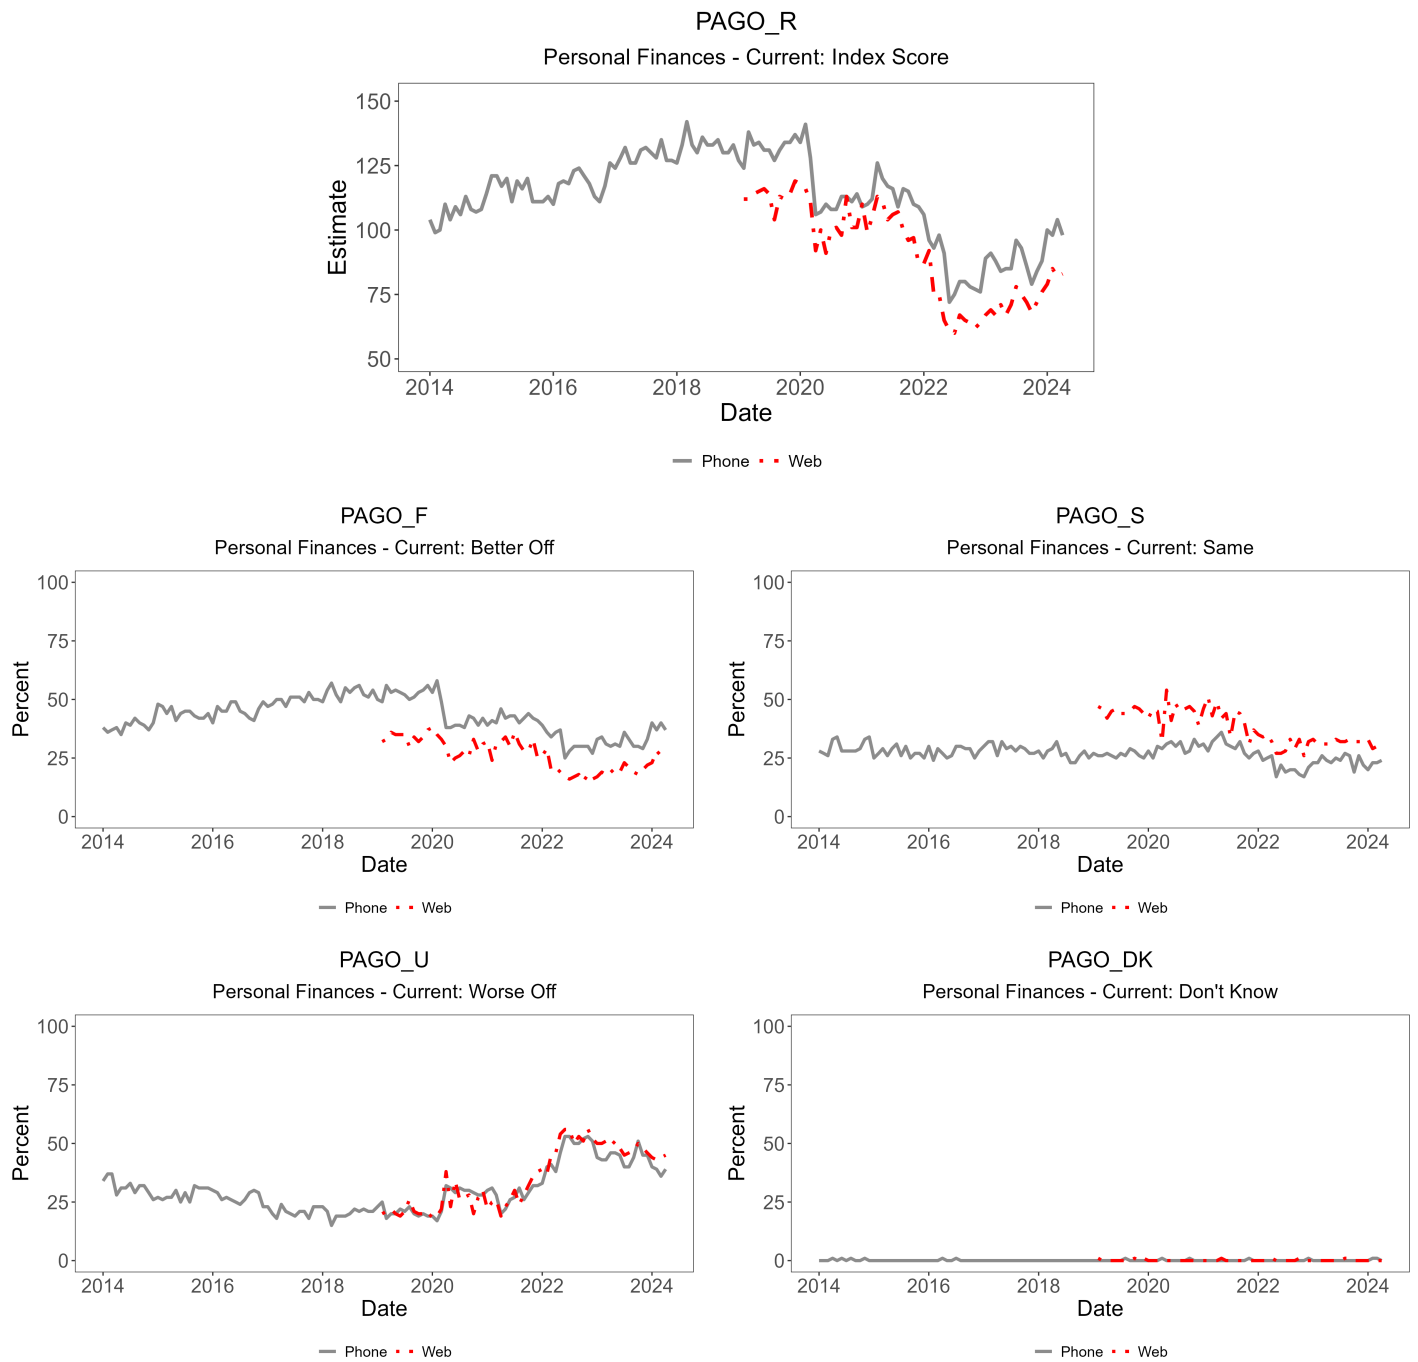 PAGO_R
Personal Finances - Current: Index Score
Estimate
150
125
100
75
50
2014 2016 2018 2020 2022 2024
Date
Phone Web
PAGO_F
Personal Finances - Current: Better Off
Percent
100
75
50
25
0
2014 2016 2018 2020 2022 2024
Date
Phone Web
PAGO_S
Personal Finances - Current: Same
Percent
100
75
50
25
0
2014 2016 2018 2020 2022 2024
Date
Phone Web
PAGO_U
Personal Finances - Current: Worse Off
Percent
100
75
50
25
0
2014 2016 2018 2020 2022 2024
Date
Phone Web
PAGO_DK
Personal Finances - Current: Don't Know
Percent
100
75
50
25
0
2014 2016 2018 2020 2022 2024
Date
Phone Web